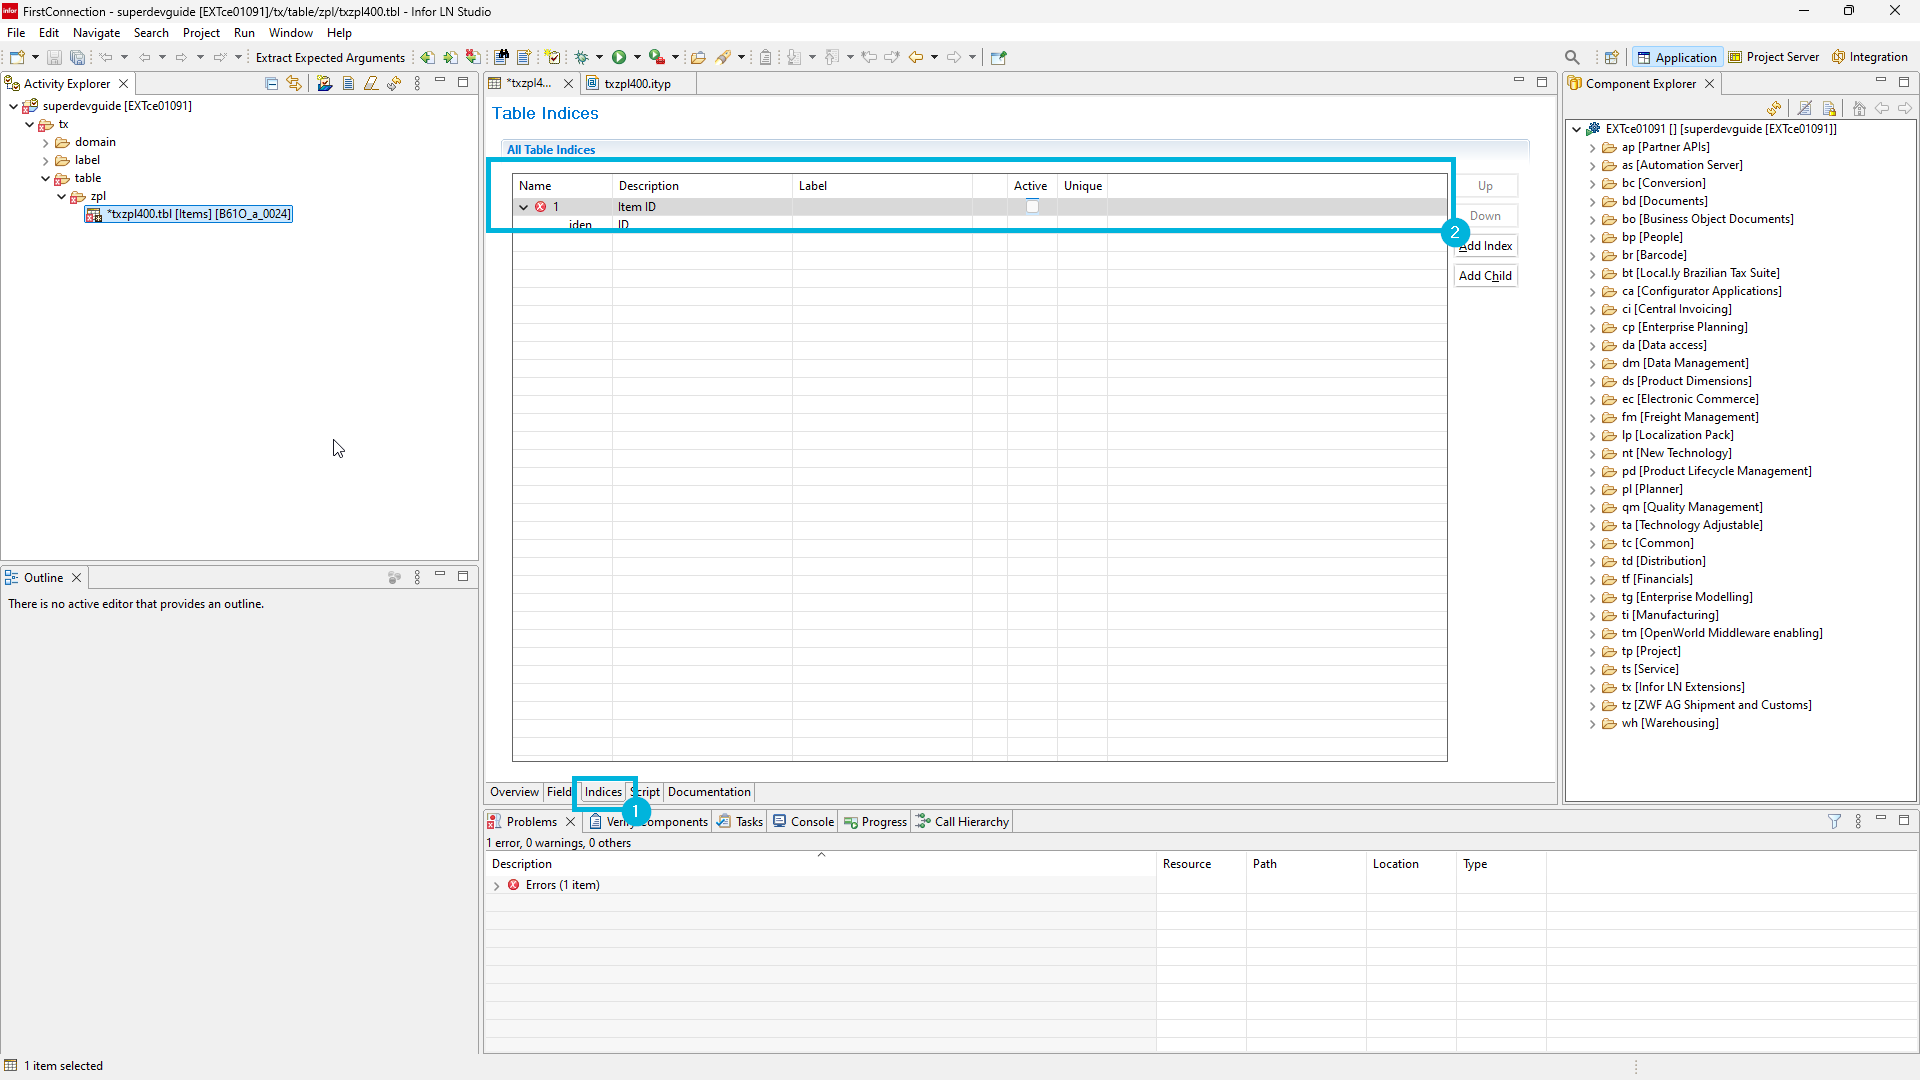 FirstConnection - superdevguide [EXTce01091]/tx/table/zpl/txzpl400.tbl - Infor LN Studio
File Edit Navigate Search Project Run Window Help
Extract Expected Arguments
Application Project Server Integration
Activity Explorer
superdevguide [EXTce01091]
tx
domain
label
table
zpl
*txzpl400.tbl [Items] [B61O_a_0024]
Outline
There is no active editor that provides an outline.
*txzpl4...
txzpl400.ityp
Table Indices
All Table Indices
Name Description Label Active Unique
1 Item ID
iden ID
Up
Down
2
Add Index
Add Child
Overview Field Indices Script Documentation
1
Problems Components Tasks Console Progress Call Hierarchy
1 error, 0 warnings, 0 others
Description Resource Path Location Type
Errors (1 item)
Component Explorer
EXTce01091 [] [superdevguide [EXTce01091]]
ap [Partner APIs]
as [Automation Server]
bc [Conversion]
bd [Documents]
bo [Business Object Documents]
bp [People]
br [Barcode]
bt [Local.ly Brazilian Tax Suite]
ca [Configurator Applications]
ci [Central Invoicing]
cp [Enterprise Planning]
da [Data access]
dm [Data Management]
ds [Product Dimensions]
ec [Electronic Commerce]
fm [Freight Management]
lp [Localization Pack]
nt [New Technology]
pd [Product Lifecycle Management]
pl [Planner]
qm [Quality Management]
ta [Technology Adjustable]
tc [Common]
td [Distribution]
tf [Financials]
tg [Enterprise Modelling]
ti [Manufacturing]
tm [OpenWorld Middleware enabling]
tp [Project]
ts [Service]
tx [Infor LN Extensions]
tz [ZWF AG Shipment and Customs]
wh [Warehousing]
1 item selected